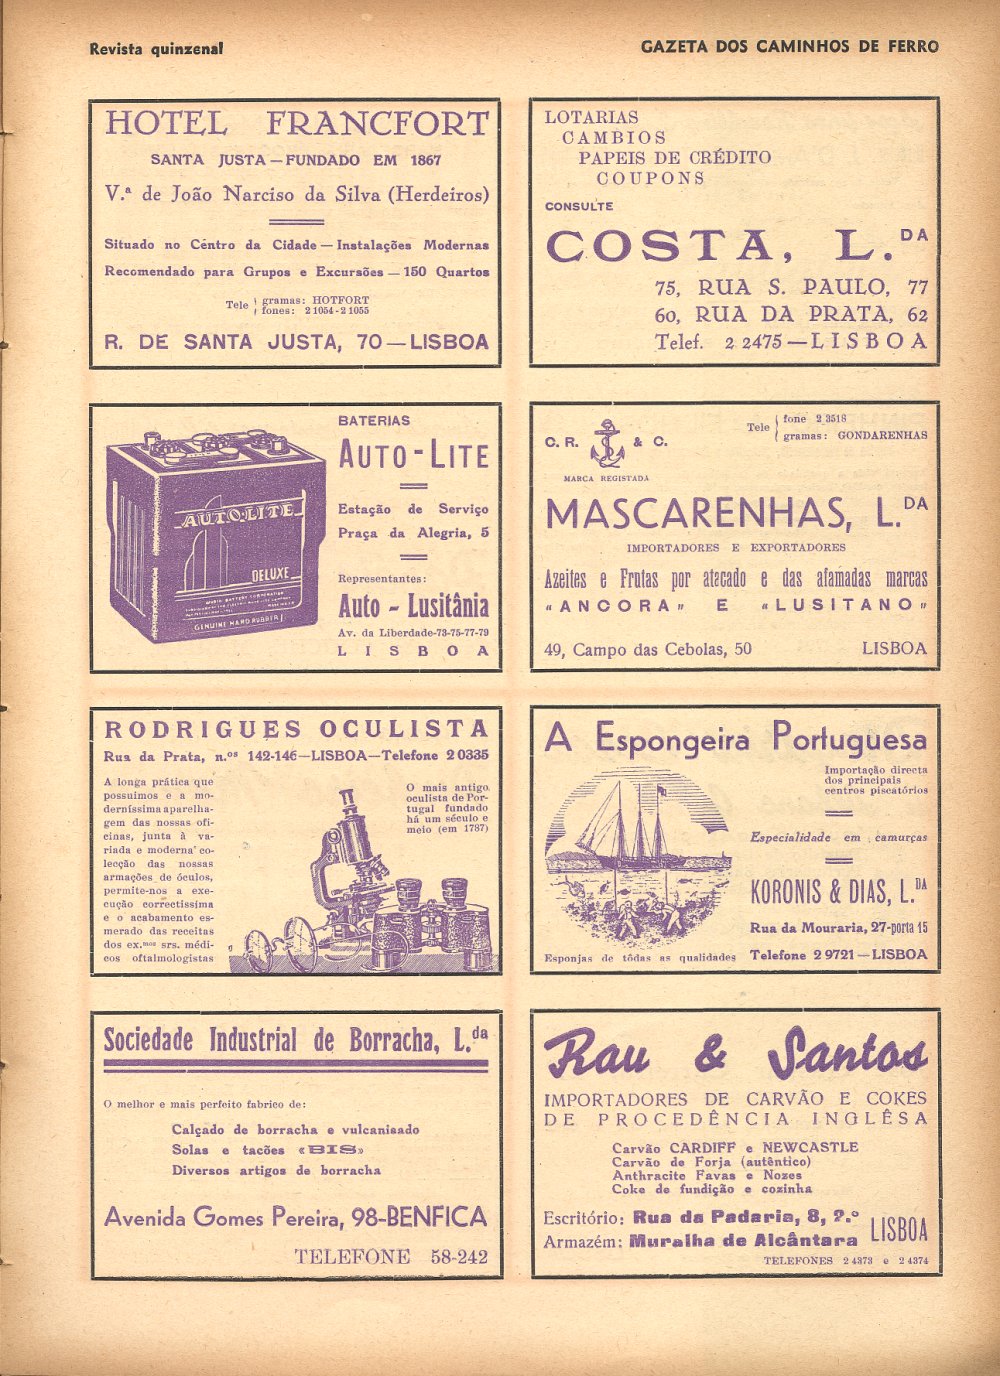 Revista quinzenal
GAZETA DOS CAMINHOS DE FERRO
HOTEL FRANCFORT
SANTA JUSTA — FUNDADO EM 1867
V.ª de João Narciso da Silva (Herdeiros)
Situado no Centro da Cidade — Instalações Modernas
Recomendado para Grupos e Excursões — 150 Quartos
Tele
gramas: HOTFORT
fones: 2 1054 - 2 1055
R. DE SANTA JUSTA, 70 — LISBOA
LOTARIAS
CAMBIOS
PAPEIS DE CRÉDITO
COUPONS
CONSULTE
COSTA, L.DA
75, RUA S. PAULO, 77
60, RUA DA PRATA, 62
Telef. 2 2475 — LISBOA
AUTO-LITE
DELUXE
GENUINE HARD RUBBER
BATERIAS
AUTO - LITE
Estação de Serviço
Praça da Alegria, 5
Representantes:
Auto - Lusitânia
Av. da Liberdade-73-75-77-79
LISBOA
C. R. & C.
MARCA REGISTADA
Tele
fone 2 3518
gramas: GONDARENHAS
MASCARENHAS, L.DA
IMPORTADORES E EXPORTADORES
Azeites e Frutas por atacado e das afamadas marcas
«ANCORA» E «LUSITANO»
49, Campo das Cebolas, 50 LISBOA
RODRIGUES OCULISTA
Rua da Prata, n.os 142-146—LISBOA—Telefone 2 0335
A longa prática que
possuimos e a mo-
derníssima aparelha-
gem das nossas ofi-
cinas, junta à va-
riada e moderna co-
lecção das nossas
armações de óculos,
permite-nos a exe-
cução correctissima
e o acabamento es-
merado das receitas
dos ex.mos srs. médi-
cos oftalmologistas
O mais antigo
oculista de Por-
tugal fundado
há um século e
meio (em 1787)
A Espongeira Portuguesa
Importação directa
dos principais
centros piscatórios
Especialidade em camurças
KORONIS & DIAS, L.DA
Rua da Mouraria, 27-porta 15
Esponjas de tôdas as qualidades
Telefone 2 9721 — LISBOA
Sociedade Industrial de Borracha, L.da
O melhor e mais perfeito fabrico de:
Calçado de borracha e vulcanisado
Solas e tacões «BIS»
Diversos artigos de borracha
Avenida Gomes Pereira, 98-BENFICA
TELEFONE 58-242
Rau & Santos
IMPORTADORES DE CARVÃO E COKES
DE PROCEDÊNCIA INGLÊSA
Carvão CARDIFF e NEWCASTLE
Carvão de Forja (autêntico)
Anthracite Favas e Nozes
Coke de fundição e cozinha
Escritório: Rua da Padaria, 8, 2.º
Armazém: Muralha de Alcântara
LISBOA
TELEFONES 2 4373 e 2 4374